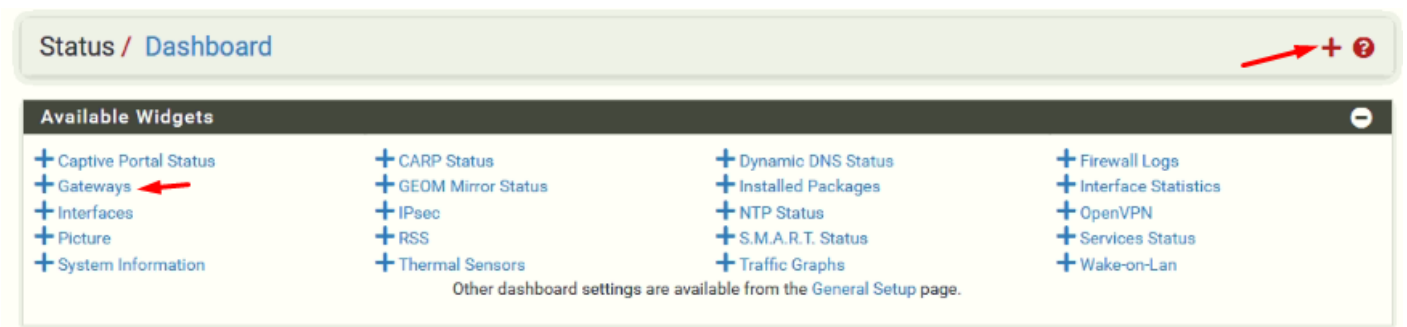 Status / Dashboard
Available Widgets
Captive Portal Status CARP Status Dynamic DNS Status Firewall Logs
Gateways GEOM Mirror Status Installed Packages Interface Statistics
Interfaces IPsec NTP Status OpenVPN
Picture RSS S.M.A.R.T. Status Services Status
System Information Thermal Sensors Traffic Graphs Wake-on-Lan
Other dashboard settings are available from the General Setup page.